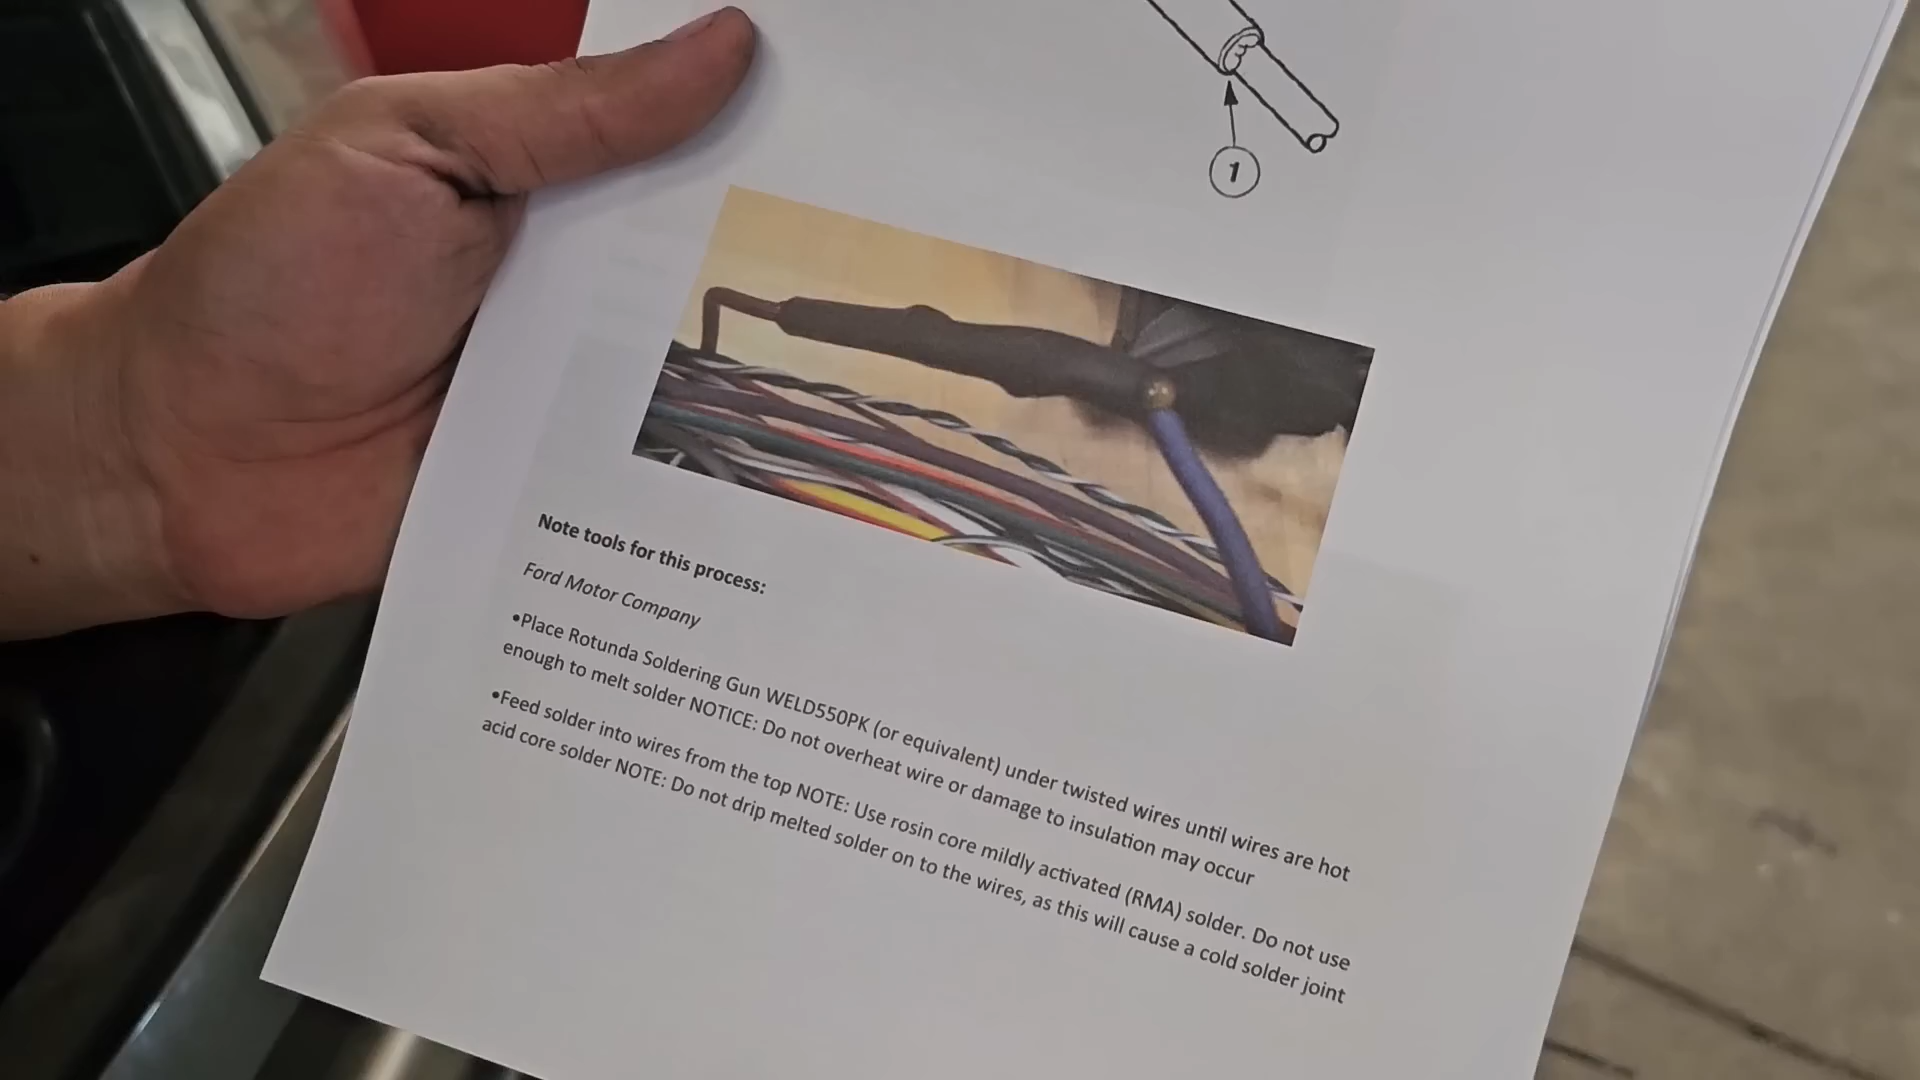 1
Note tools for this process:
Ford Motor Company
•Place Rotunda Soldering Gun WELD550PK (or equivalent) under twisted wires until wires are hot
enough to melt solder NOTICE: Do not overheat wire or damage to insulation may occur
•Feed solder into wires from the top NOTE: Use rosin core mildly activated (RMA) solder. Do not use
acid core solder NOTE: Do not drip melted solder on to the wires, as this will cause a cold solder joint